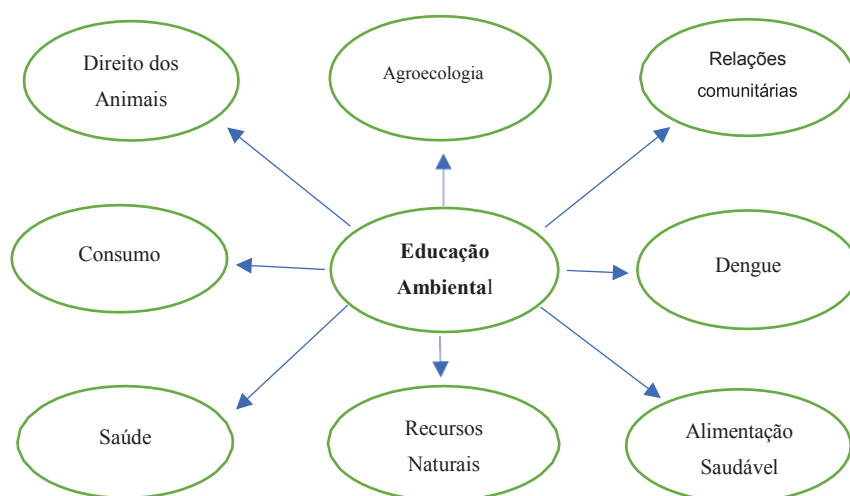 Direito dos
Animais
Agroecologia
Relações
comunitárias
Consumo
Educação
Ambiental
Dengue
Saúde
Recursos
Naturais
Alimentação
Saudável